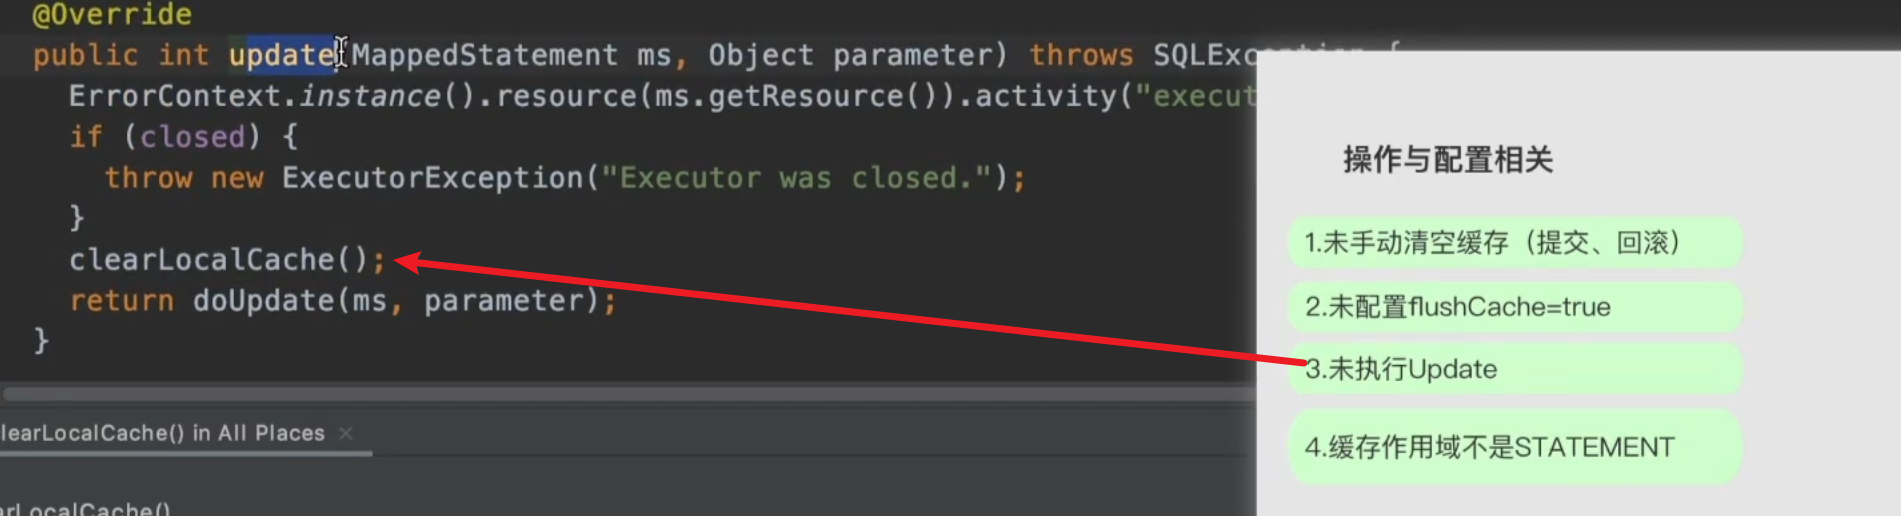 @Override
public int update(MappedStatement ms, Object parameter) throws SQLException {
ErrorContext.instance().resource(ms.getResource()).activity("execut
if (closed) {
throw new ExecutorException("Executor was closed.");
}
clearLocalCache();
return doUpdate(ms, parameter);
}
learLocalCache() in All Places ×
arLocalCache()
操作与配置相关
1.未手动清空缓存（提交、回滚）
2.未配置flushCache=true
3.未执行Update
4.缓存作用域不是STATEMENT